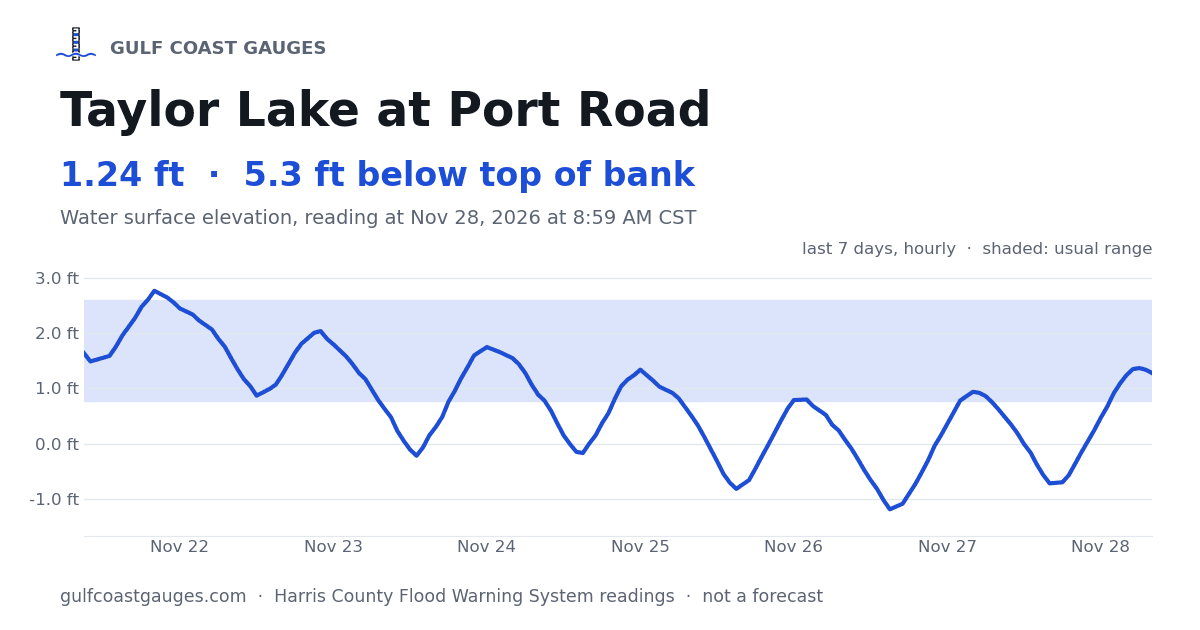 GULF COAST GAUGES
Taylor Lake at Port Road
1.24 ft · 5.3 ft below top of bank
Water surface elevation, reading at Nov 28, 2026 at 8:59 AM CST
last 7 days, hourly · shaded: usual range
3.0 ft
2.0 ft
1.0 ft
0.0 ft
-1.0 ft
Nov 22 Nov 23 Nov 24 Nov 25 Nov 26 Nov 27 Nov 28
gulfcoastgauges.com · Harris County Flood Warning System readings · not a forecast